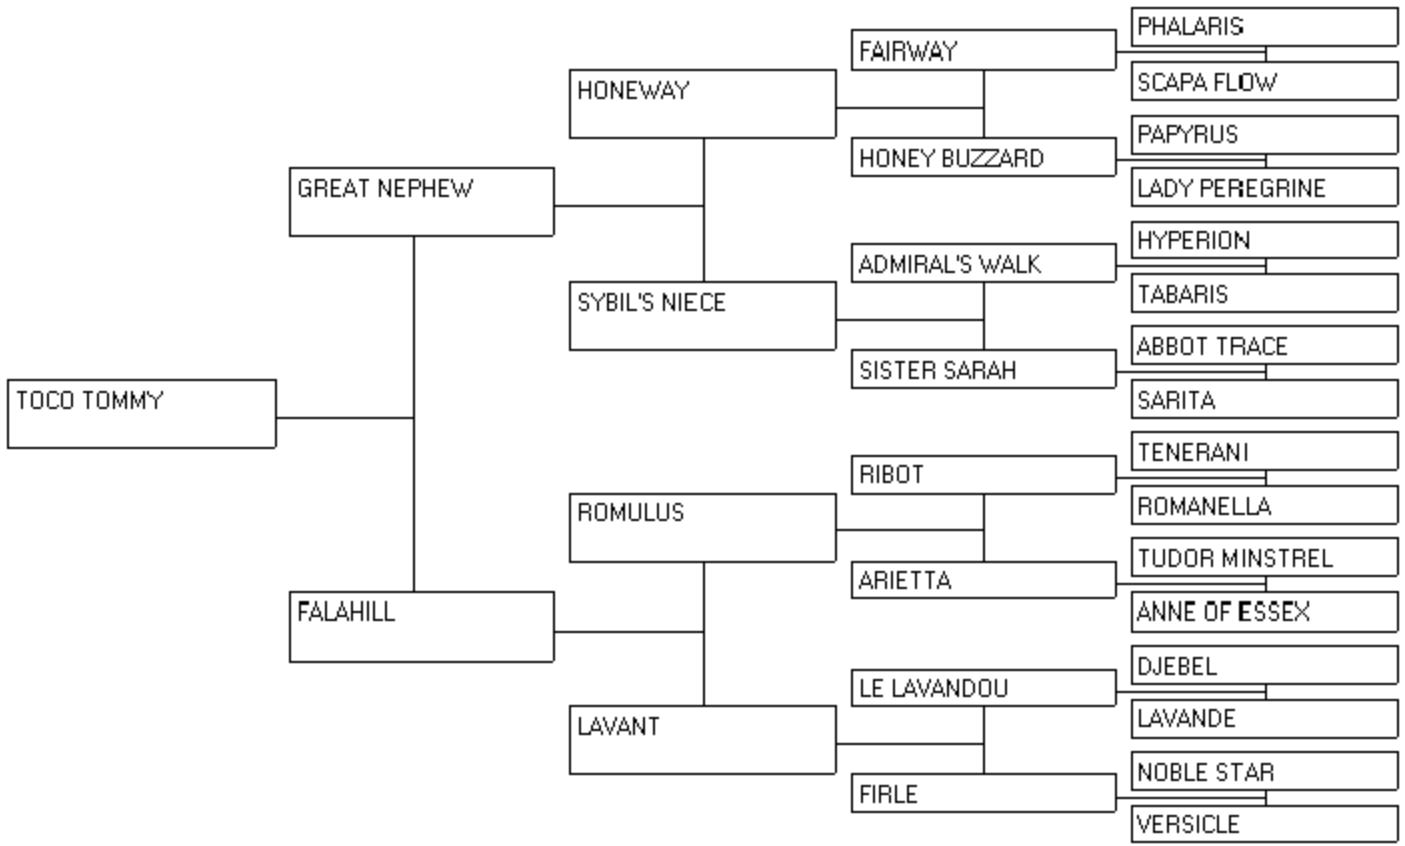 PHALARIS
FAIRWAY
SCAPA FLOW
HONEWAY
PAPYRUS
HONEY BUZZARD
LADY PEREGRINE
GREAT NEPHEW
HYPERION
ADMIRAL'S WALK
TABARIS
SYBIL'S NIECE
ABBOT TRACE
SISTER SARAH
SARITA
TOCO TOMMY
TENERANI
RIBOT
ROMANELLA
ROMULUS
TUDOR MINSTREL
ARIETTA
ANNE OF ESSEX
FALAHILL
DJEBEL
LE LAVANDOU
LAVANDE
LAVANT
NOBLE STAR
FIRLE
VERSICLE